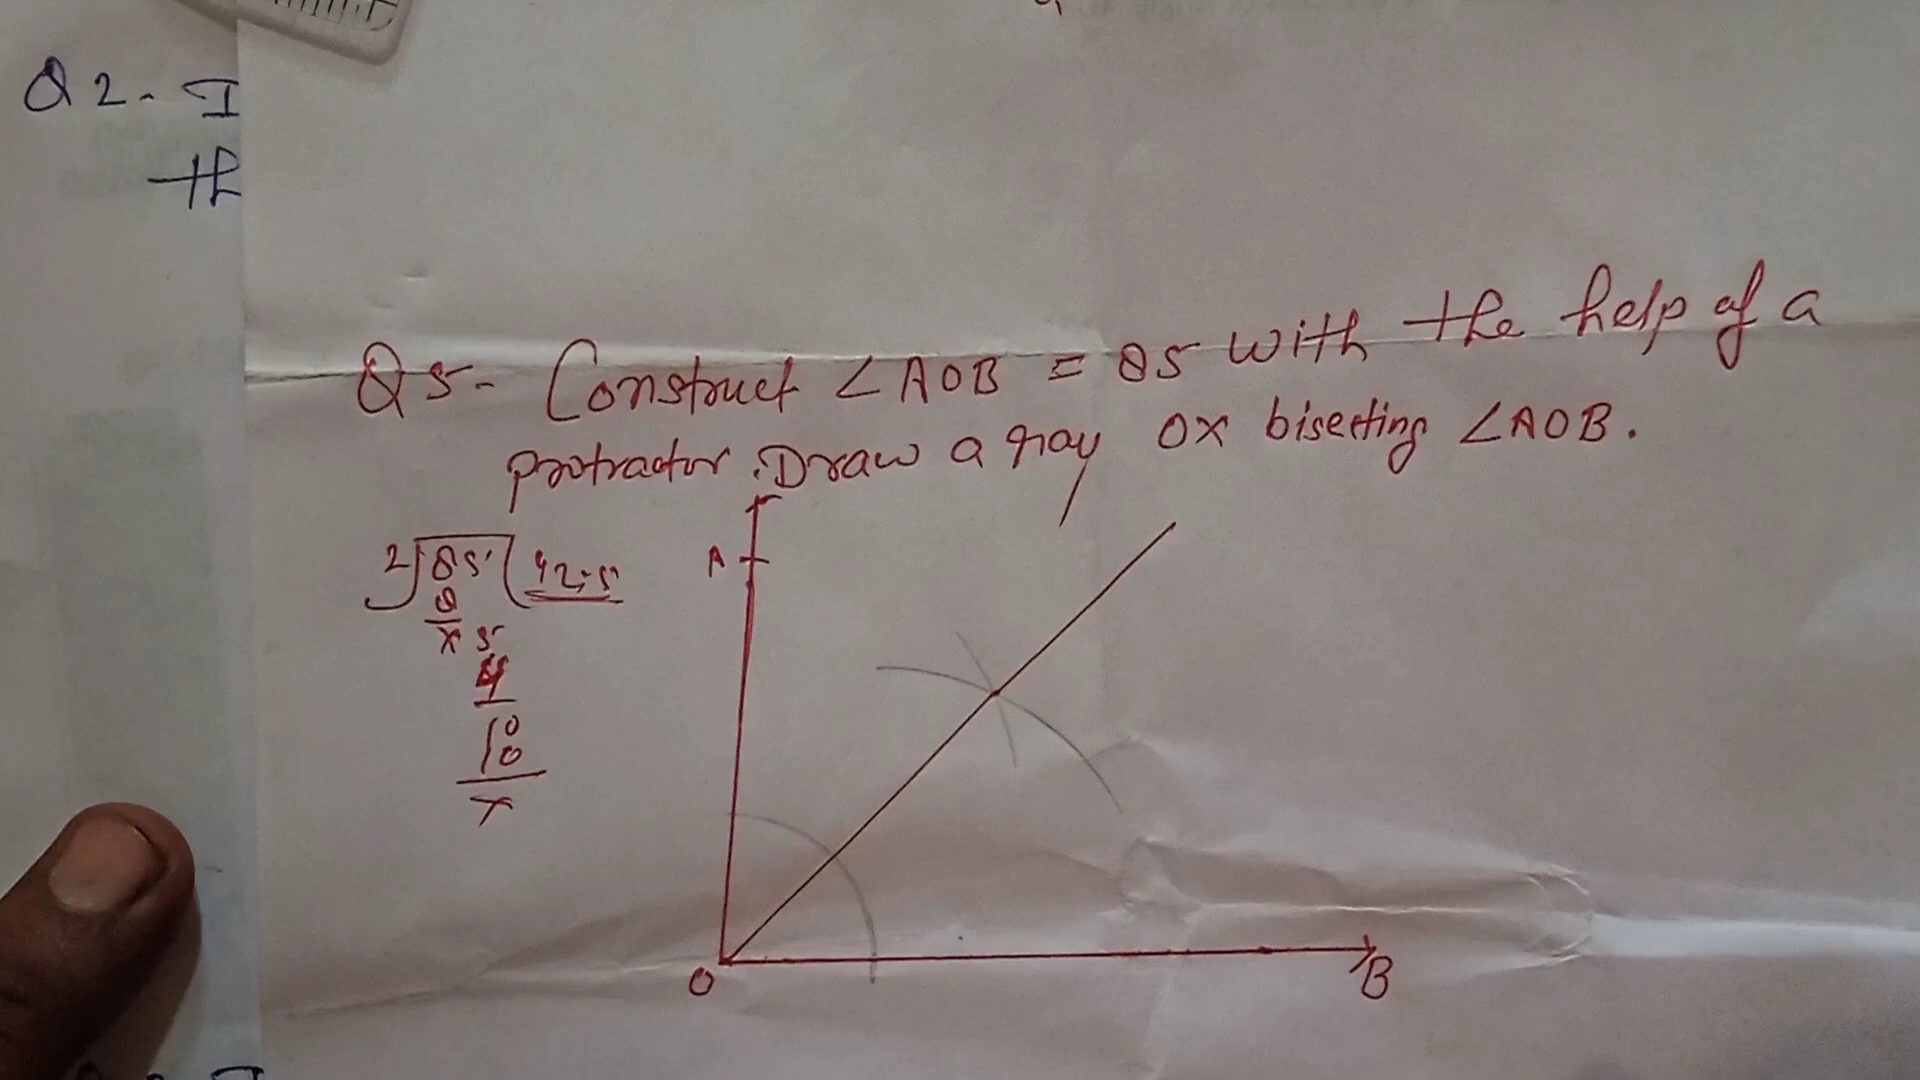 Q2. I
th
Q5- Construct ∠AOB = 85 with the help of a
protractor. Draw a ray OX bisecting ∠AOB.
2)85(42.5
8
x 5
4
10
10
x
A
O
B